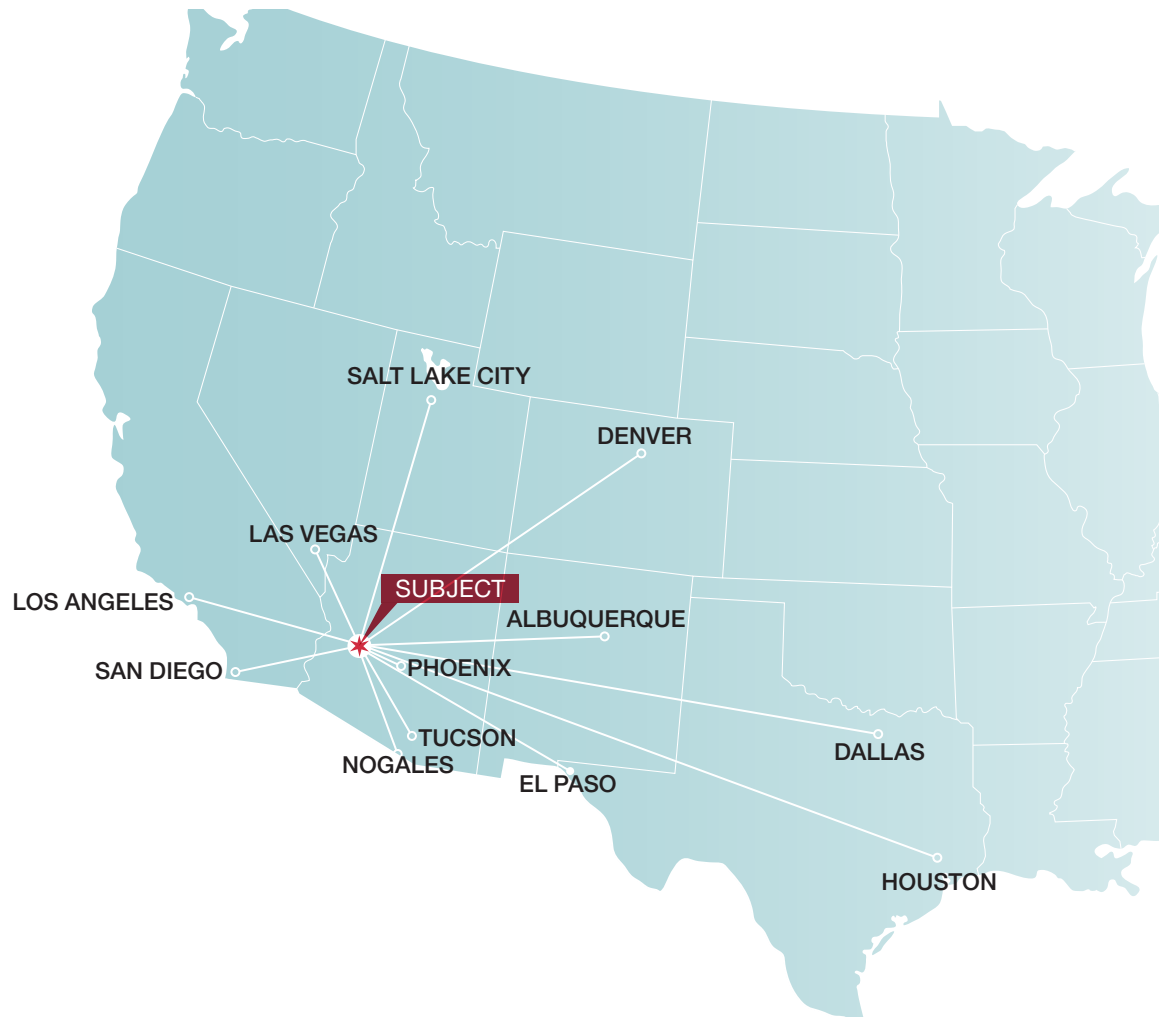 SALT LAKE CITY
DENVER
LAS VEGAS
SUBJECT
LOS ANGELES
ALBUQUERQUE
SAN DIEGO
PHOENIX
TUCSON
NOGALES
DALLAS
EL PASO
HOUSTON